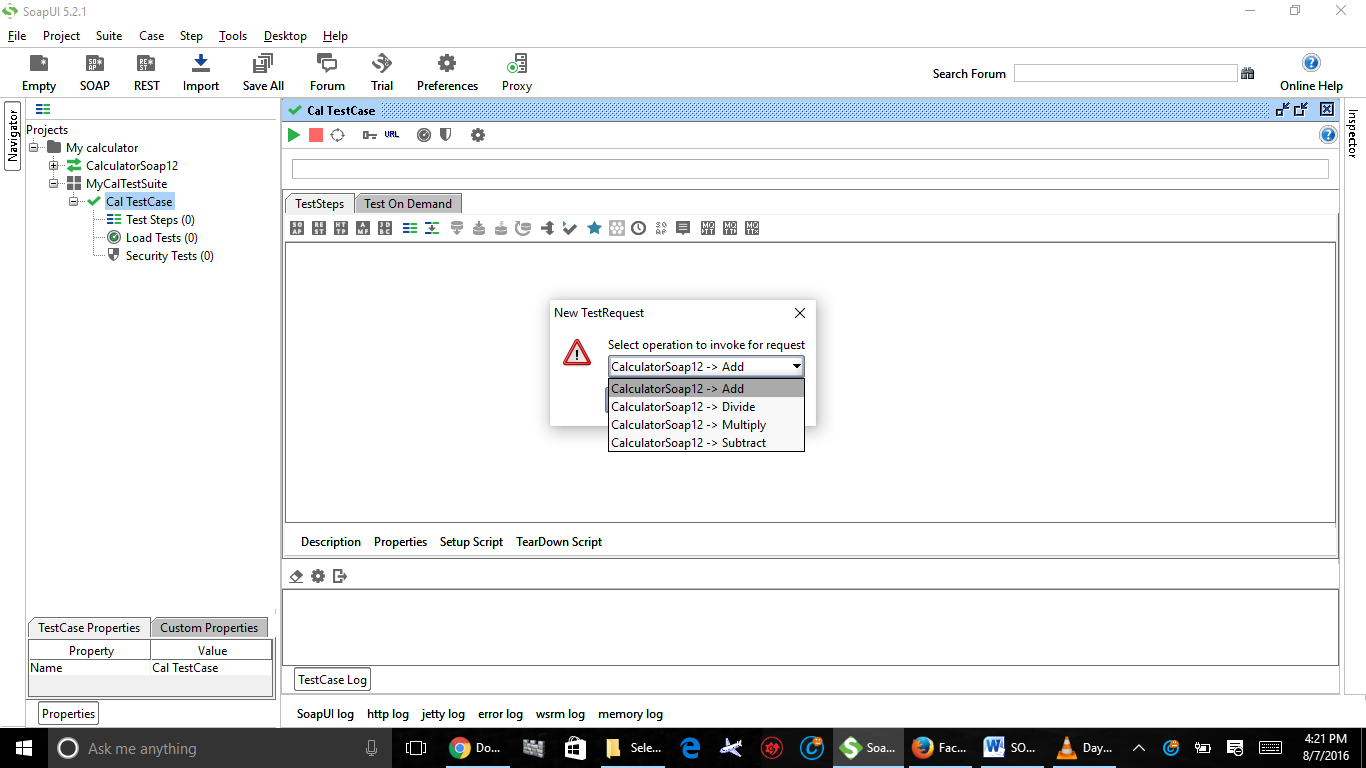 SoapUI 5.2.1
File Project Suite Case Step Tools Desktop Help
Empty SOAP REST Import Save All Forum Trial Preferences Proxy Search Forum Online Help
Navigator
Projects
My calculator
CalculatorSoap12
MyCalTestSuite
Cal TestCase
Test Steps (0)
Load Tests (0)
Security Tests (0)
TestCase Properties Custom Properties
Property Value
Name Cal TestCase
Properties
Cal TestCase
URL
TestSteps Test On Demand
New TestRequest
Select operation to invoke for request
CalculatorSoap12 -> Add
CalculatorSoap12 -> Add
CalculatorSoap12 -> Divide
CalculatorSoap12 -> Multiply
CalculatorSoap12 -> Subtract
Description Properties Setup Script TearDown Script
TestCase Log
SoapUI log http log jetty log error log wsrm log memory log
Inspector
Ask me anything Do... Sele... Soa... Fac... SO... Day... 4:21 PM
8/7/2016